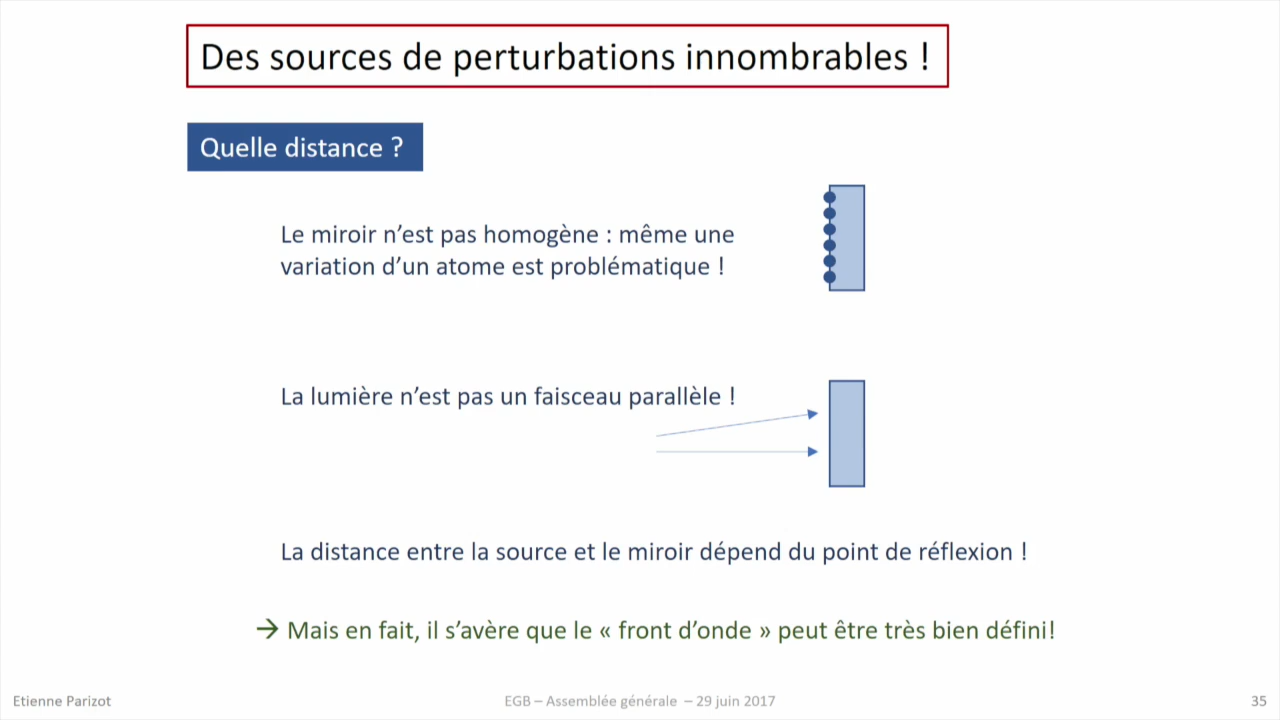 Des sources de perturbations innombrables !
Quelle distance ?
Le miroir n’est pas homogène : même une
variation d’un atome est problématique !
La lumière n’est pas un faisceau parallèle !
La distance entre la source et le miroir dépend du point de réflexion !
→ Mais en fait, il s’avère que le « front d’onde » peut être très bien défini!
Etienne Parizot
EGB – Assemblée générale – 29 juin 2017
35